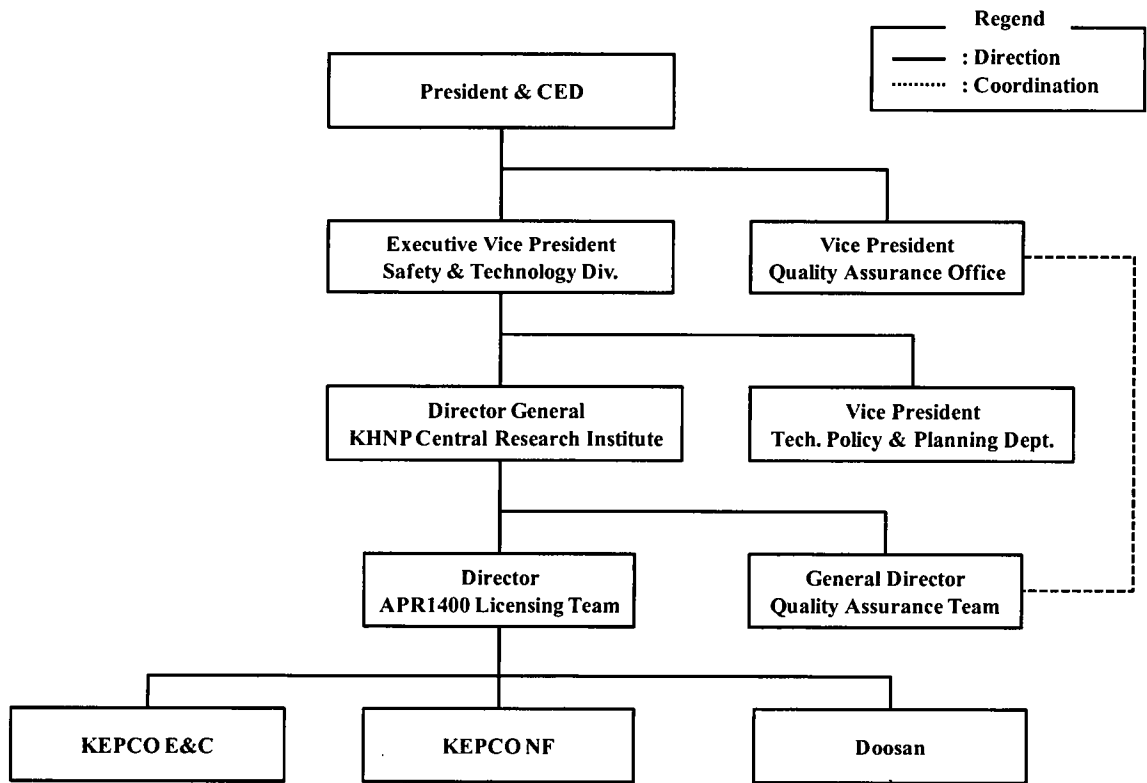 Regend
: Direction
: Coordination
President & CED
Executive Vice President
Safety & Technology Div.
Vice President
Quality Assurance Office
Director General
KHNP Central Research Institute
Vice President
Tech. Policy & Planning Dept.
Director
APR1400 Licensing Team
General Director
Quality Assurance Team
KEPCO E&C
KEPCO NF
Doosan